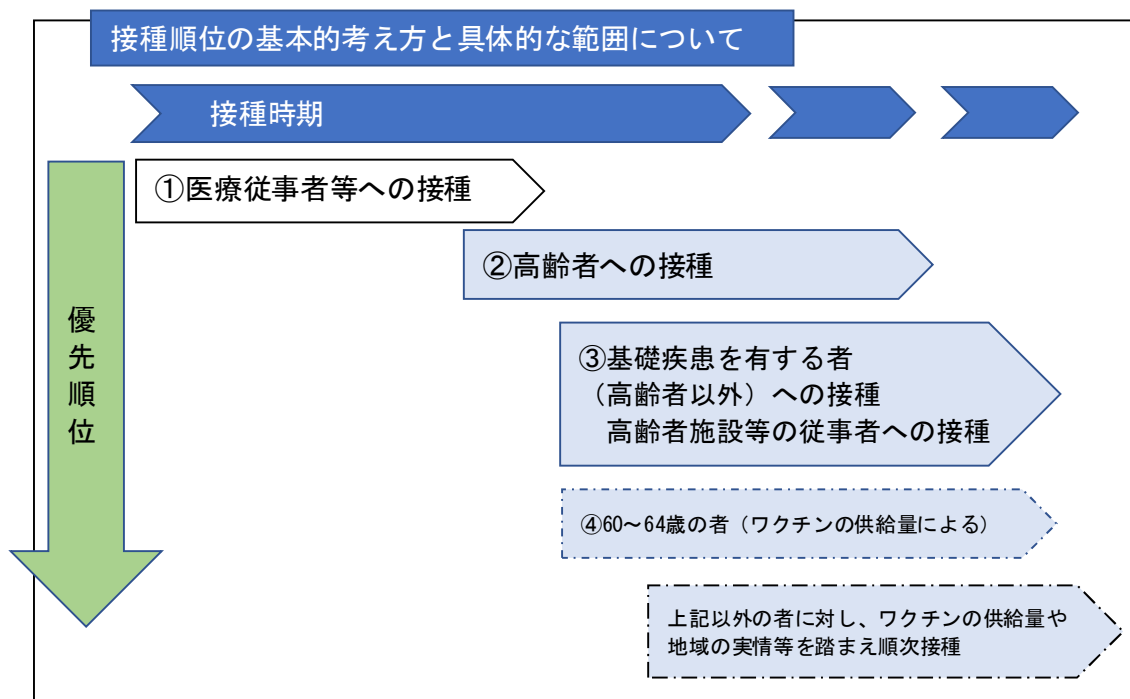 接種順位の基本的考え方と具体的な範囲について
接種時期
①医療従事者等への接種
②高齢者への接種
優先順位
③基礎疾患を有する者
（高齢者以外）への接種
高齢者施設等の従事者への接種
④60～64歳の者（ワクチンの供給量による）
上記以外の者に対し、ワクチンの供給量や
地域の実情等を踏まえ順次接種